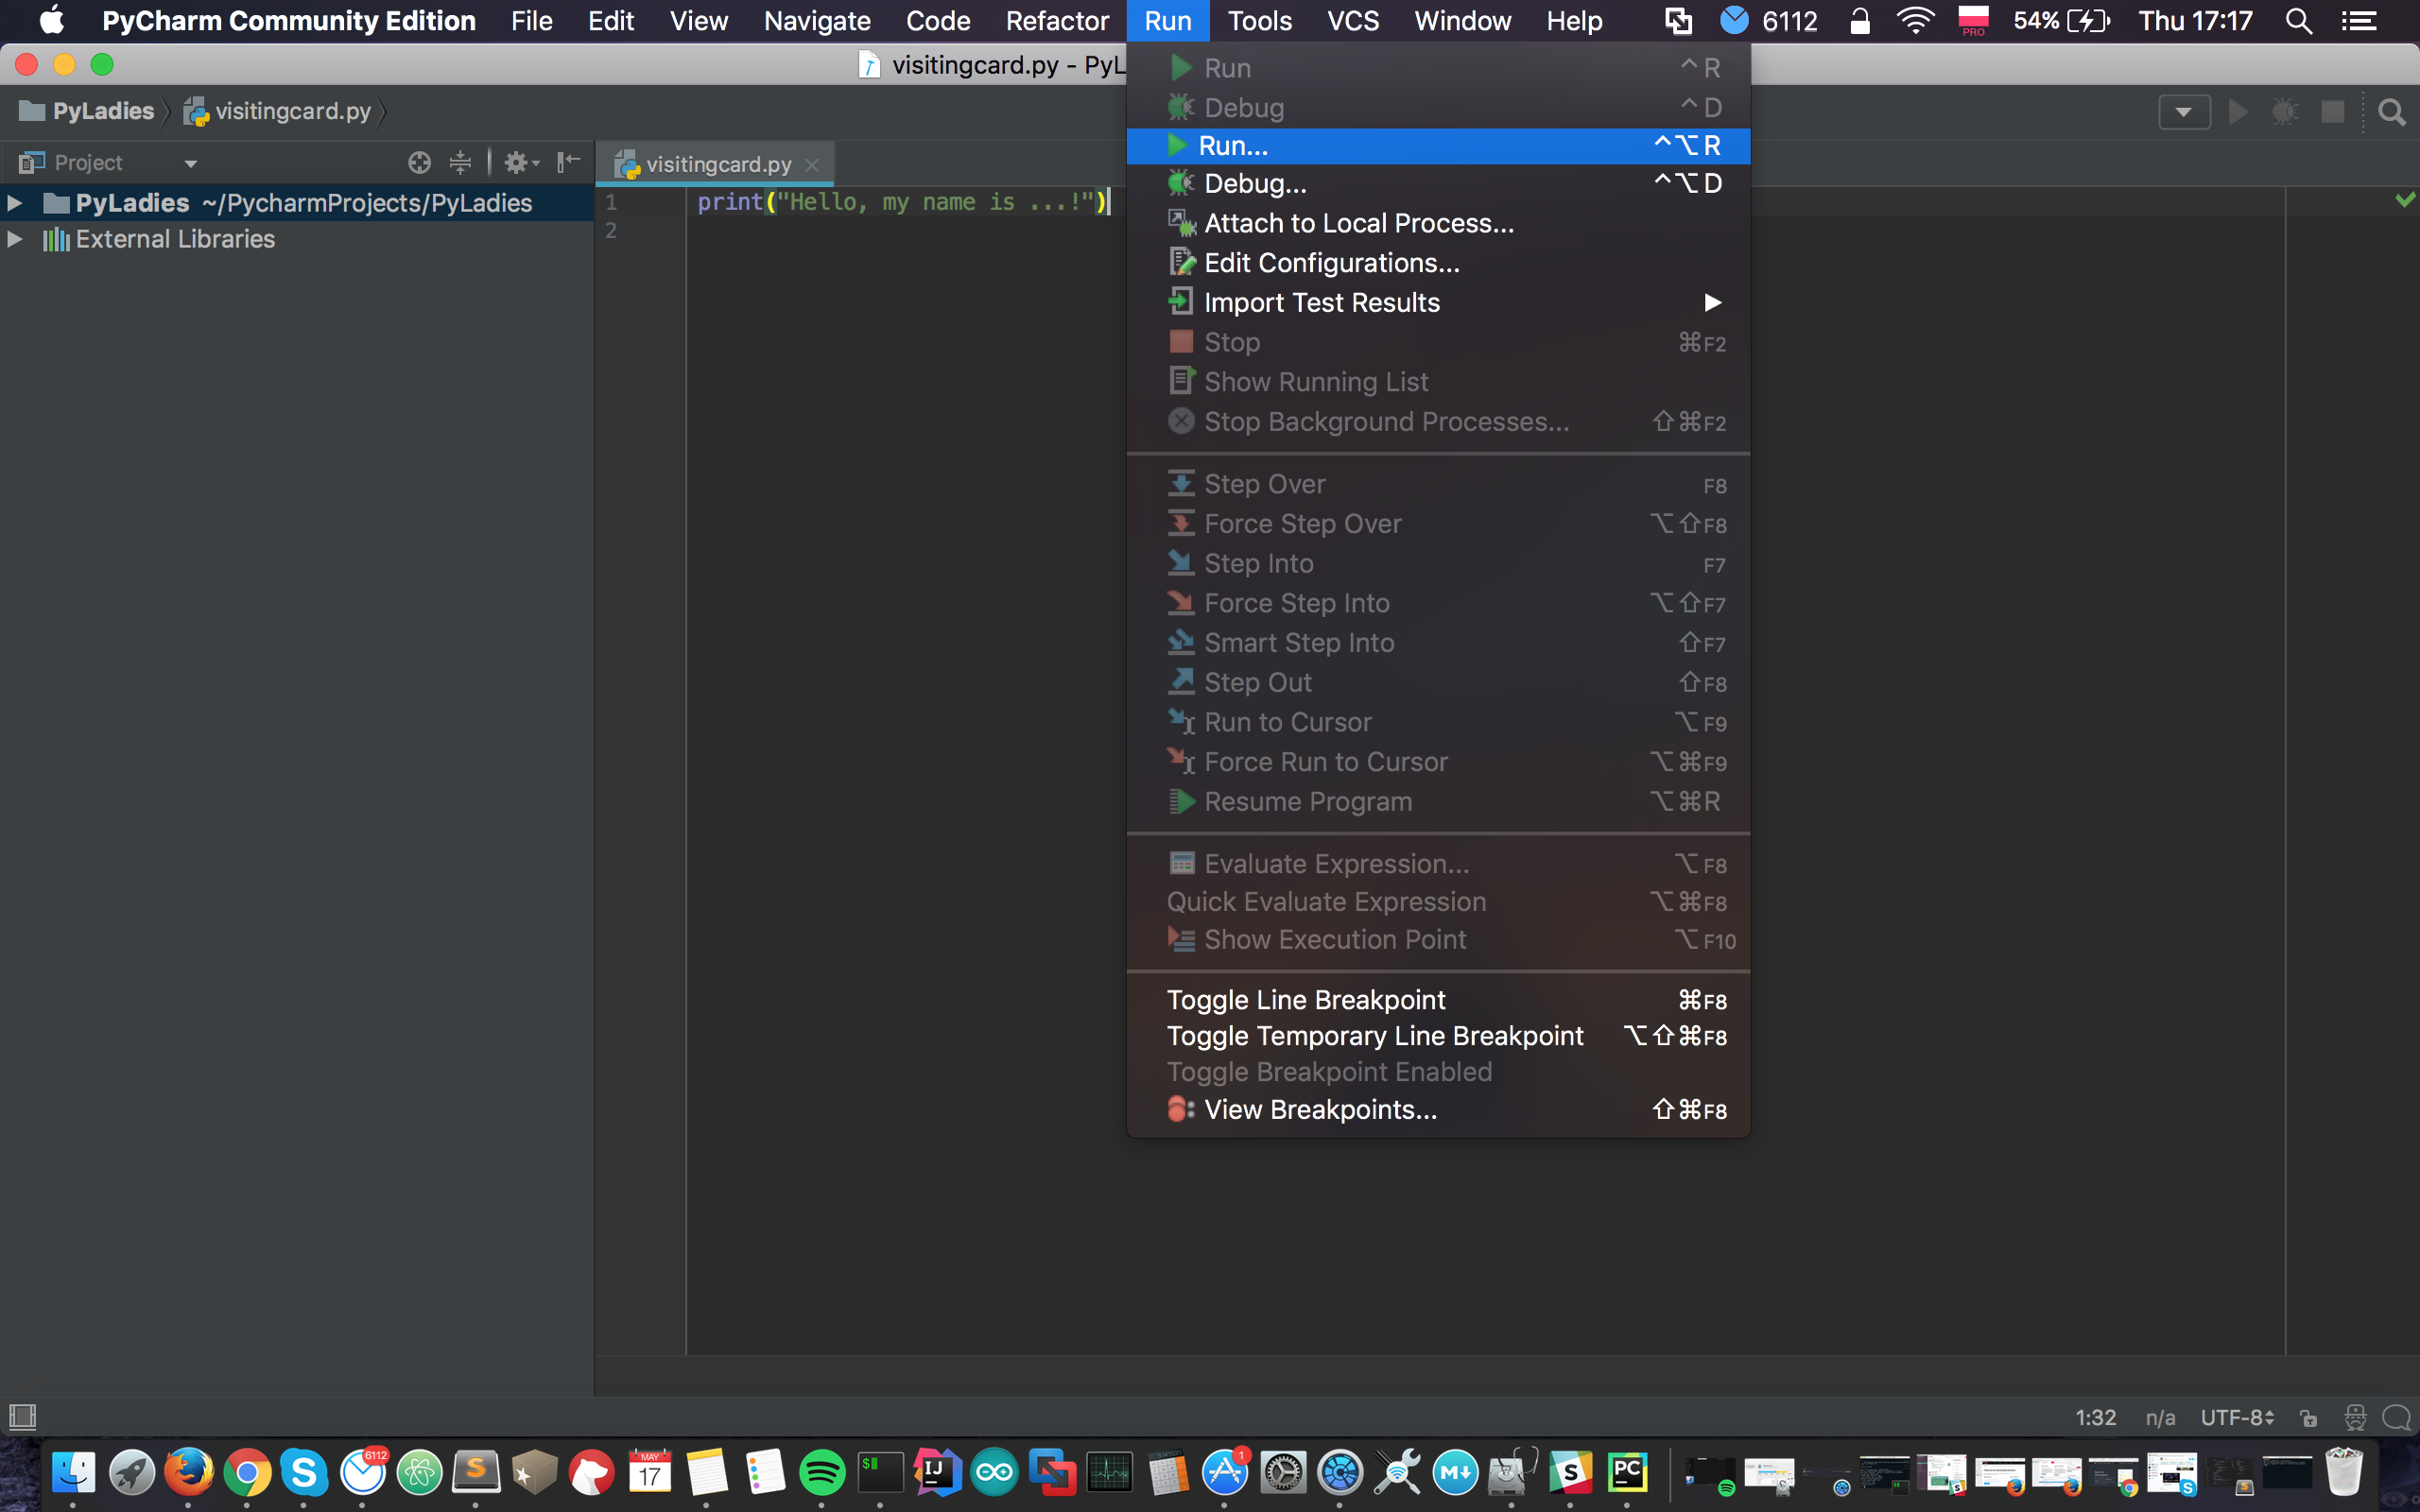 PyCharm Community Edition File Edit View Navigate Code Refactor Run Tools VCS Window Help 6112 PRO 54% Thu 17:17
visitingcard.py - PyL
PyLadies visitingcard.py
Project
visitingcard.py
PyLadies ~/PycharmProjects/PyLadies
External Libraries
1 print("Hello, my name is ...!")
2
Run ⌃R
Debug ⌃D
Run... ⌃⌥R
Debug... ⌃⌥D
Attach to Local Process...
Edit Configurations...
Import Test Results
Stop ⌘F2
Show Running List
Stop Background Processes... ⇧⌘F2
Step Over F8
Force Step Over ⌥⇧F8
Step Into F7
Force Step Into ⌥⇧F7
Smart Step Into ⇧F7
Step Out ⇧F8
Run to Cursor ⌥F9
Force Run to Cursor ⌥⌘F9
Resume Program ⌥⌘R
Evaluate Expression... ⌥F8
Quick Evaluate Expression ⌥⌘F8
Show Execution Point ⌥F10
Toggle Line Breakpoint ⌘F8
Toggle Temporary Line Breakpoint ⌥⇧⌘F8
Toggle Breakpoint Enabled
View Breakpoints... ⇧⌘F8
1:32 n/a UTF-8
6112 MAY 17 $ IJ 1 M S PC